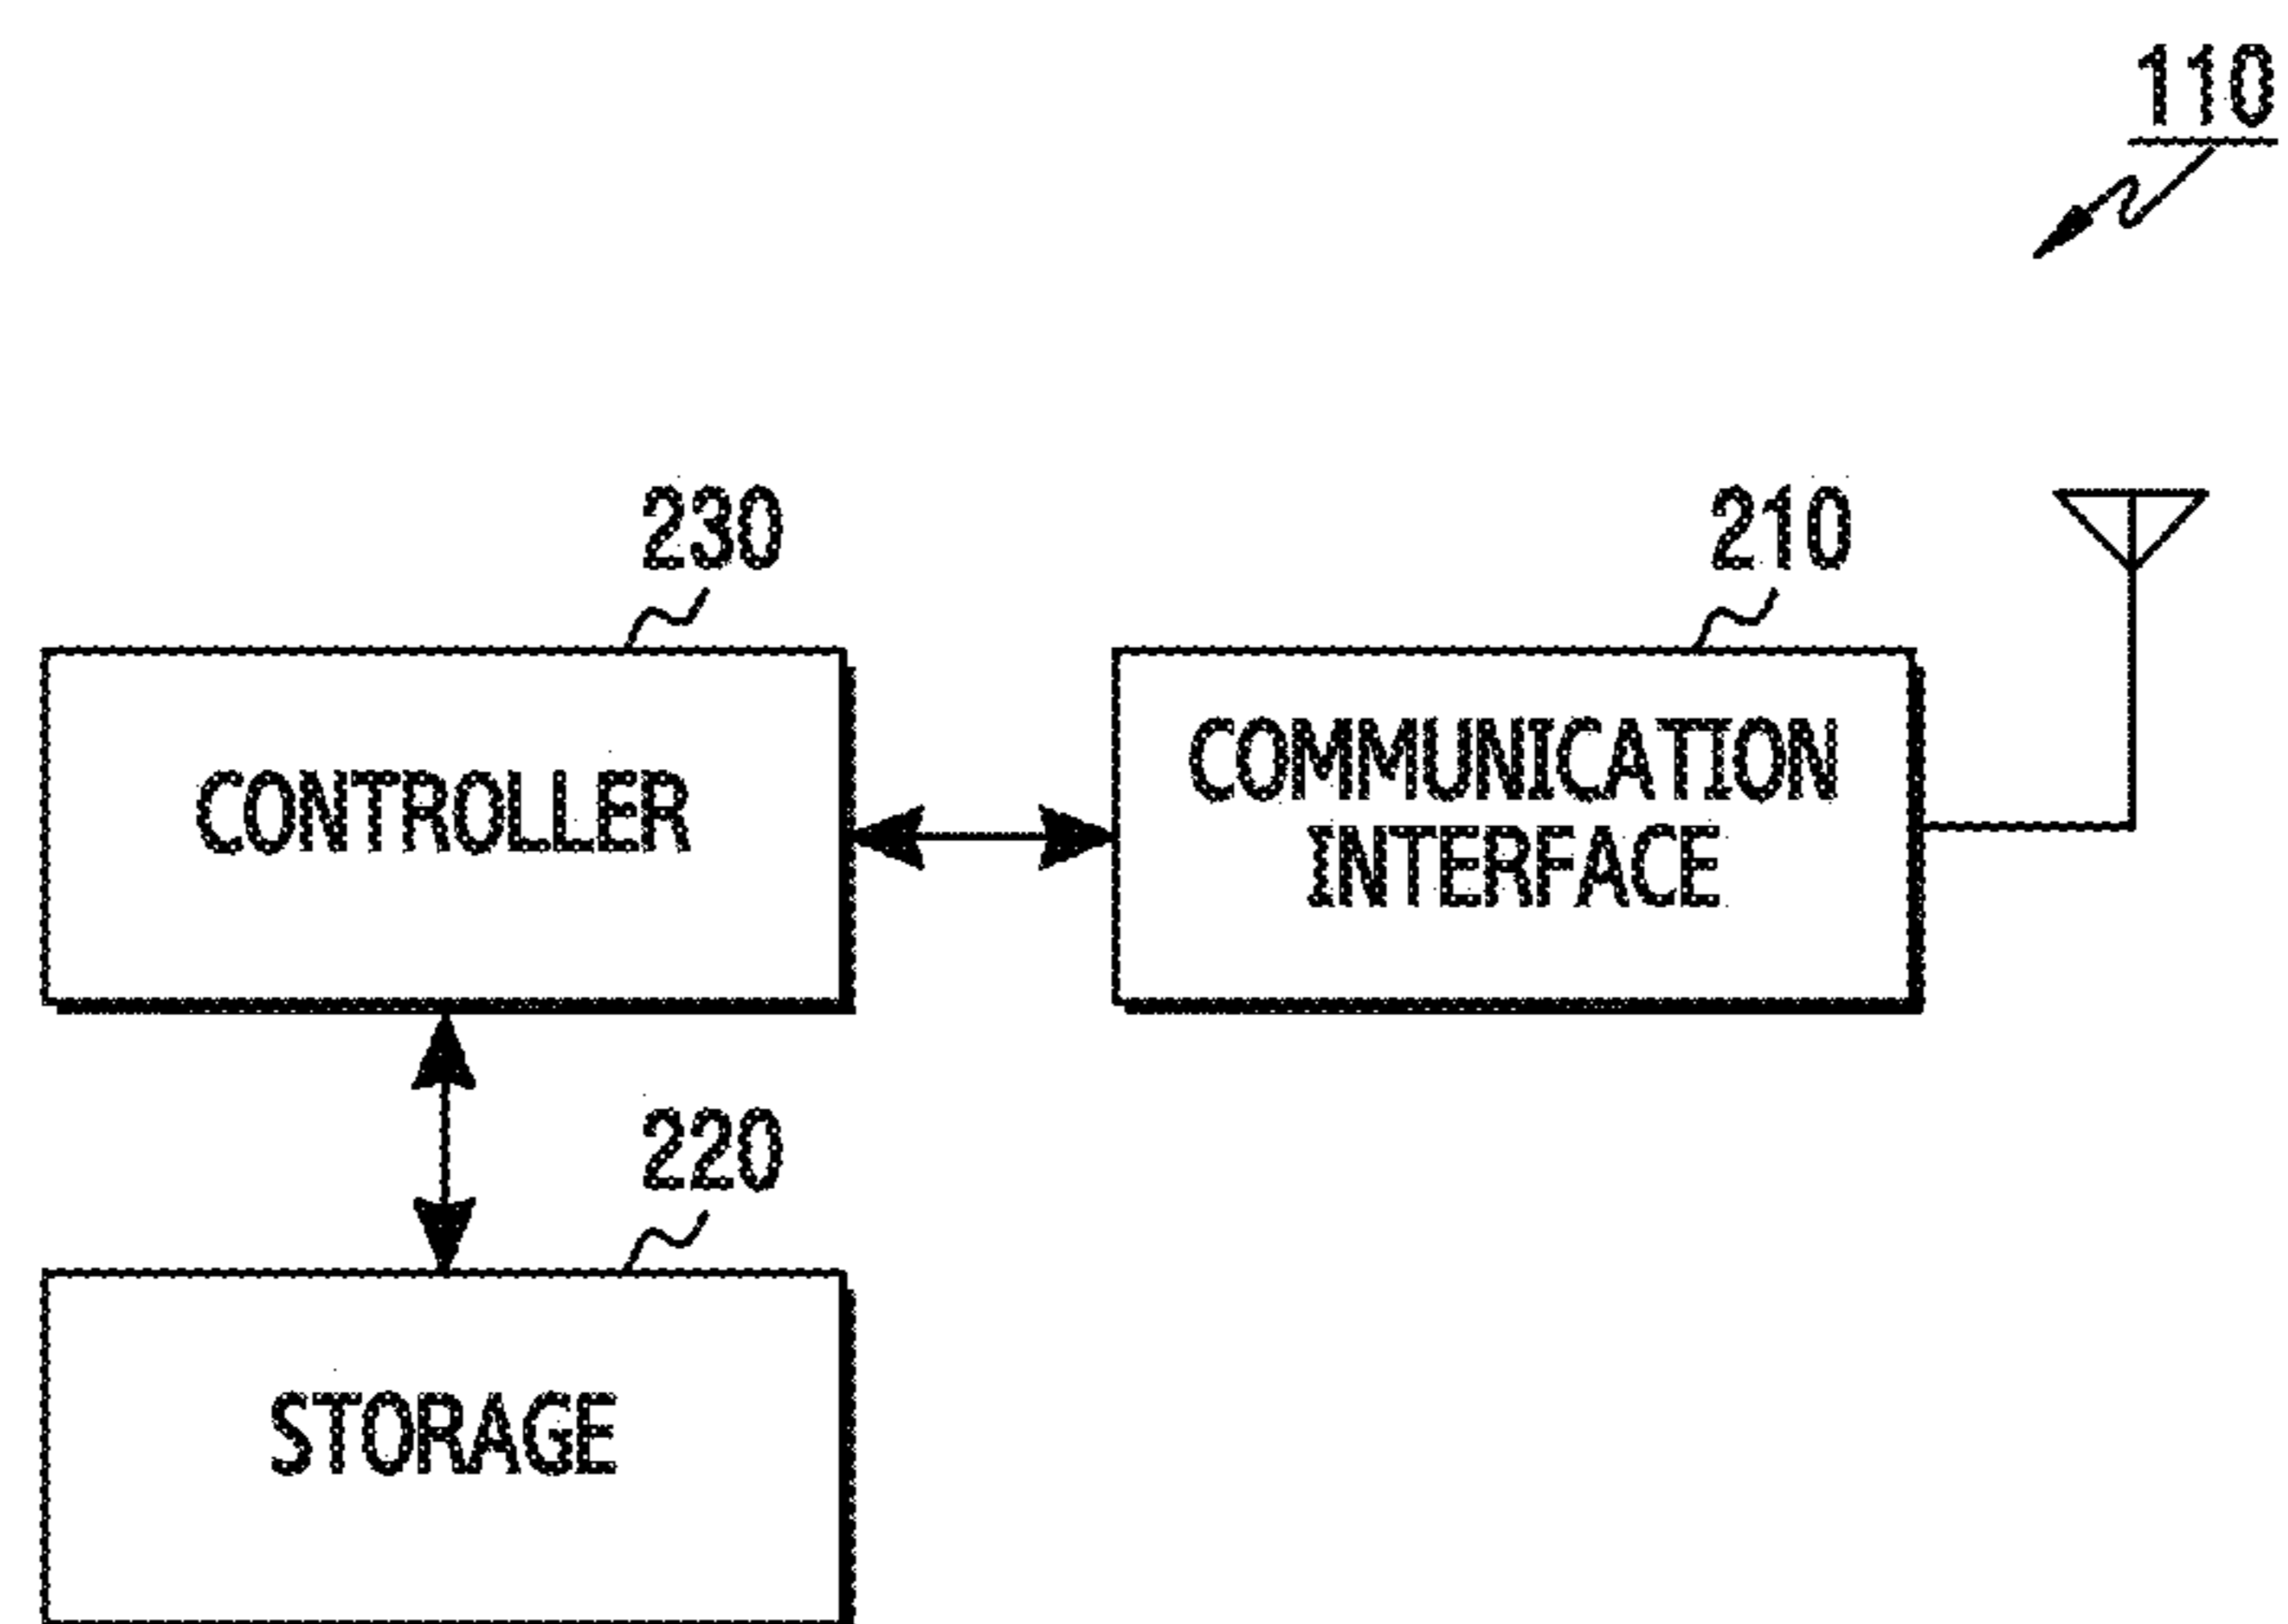 110
230
210
CONTROLLER
COMMUNICATION
INTERFACE
220
STORAGE